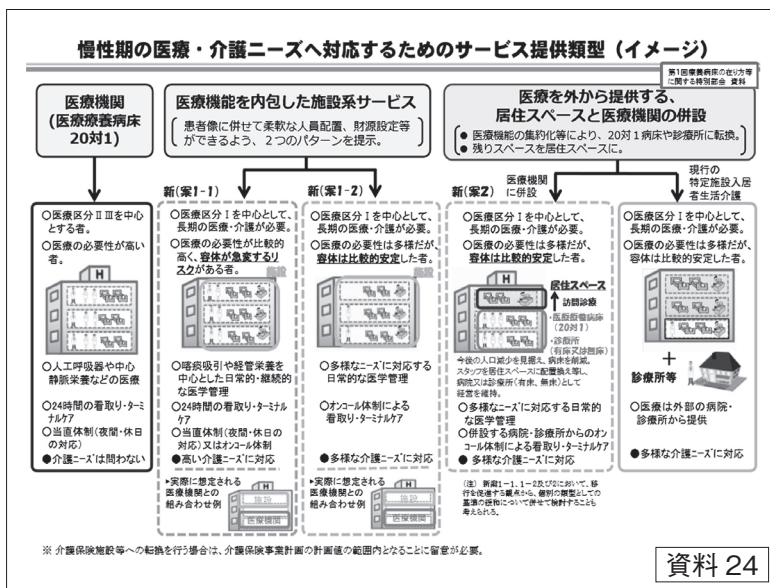 慢性期の医療・介護ニーズへ対応するためのサービス提供類型（イメージ）
第1回療養病床の在り方等
に関する特別部会 資料
医療機関
(医療療養病床
20対1)
医療機能を内包した施設系サービス
患者像に併せて柔軟な人員配置、財源設定等
ができるよう、２つのパターンを提示。
医療を外から提供する、
居住スペースと医療機関の併設
● 医療機能の集約化等により、20対１病床や診療所に転換。
● 残りスペースを居住スペースに。
○医療区分ⅡⅢを中心
とする者。
○医療の必要性が高い
者。
H
○人工呼吸器や中心
静脈栄養などの医療
○24時間の看取り・ターミ
ナルケア
○当直体制(夜間・休日
の対応)
●介護ニーズは問わない
新(案1-1)
○医療区分Ⅰを中心として、
長期の医療・介護が必要。
○医療の必要性が比較的
高く、容体が急変するリ
スクがある者。
施設
H
○喀痰吸引や経管栄養を
中心とした日常的・継続的
な医学管理
○24時間の看取り・ターミナル
ケア
○当直体制(夜間・休日の
対応)又はオンコール体制
●高い介護ニーズに対応
▶実際に想定される
医療機関との
組み合わせ例
H
施設
医療機関
新(案1-2)
○医療区分Ⅰを中心として、
長期の医療・介護が必要。
○医療の必要性は多様だが、
容体は比較的安定した者。
施設
H
○多様なニーズに対応する
日常的な医学管理
○オンコール体制による
看取り・ターミナルケア
●多様な介護ニーズに対応
▶実際に想定される
医療機関との
組み合わせ例
H
施設
医療機関
新(案2)
医療機関
に併設
○医療区分Ⅰを中心として、
長期の医療・介護が必要。
○医療の必要性は多様だが、
容体は比較的安定した者。
H
居住スペース
訪問診療
・医療療養病床
(20対1)
・診療所
(有床又は無床)
今後の人口減少を見据え、病床を削減。
スタッフを居住スペースに配置換え等し、
病院又は診療所(有床、無床)として
経営を維持。
○多様なニーズに対応する日常的
な医学管理
○併設する病院・診療所からのオン
コール体制による看取り・ターミナルケア
● 多様な介護ニーズに対応
(注) 新案1-1、1-2及び2において、移
行を促進する観点から、個別の類型としての
基準の緩和について併せて検討することも
考えられる。
現行の
特定施設入居
者生活介護
○医療区分Ⅰを中心として、
長期の医療・介護が必要。
○医療の必要性は多様だが、
容体は比較的安定した者。
＋
診療所等
○医療は外部の病院・
診療所から提供
●多様な介護ニーズに対応
※ 介護保険施設等への転換を行う場合は、介護保険事業計画の計画値の範囲内となることに留意が必要。
資料 24